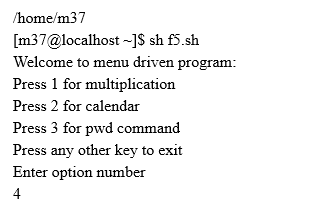 /home/m37
[m37@localhost ~]$ sh f5.sh
Welcome to menu driven program:
Press 1 for multiplication
Press 2 for calendar
Press 3 for pwd command
Press any other key to exit
Enter option number
4